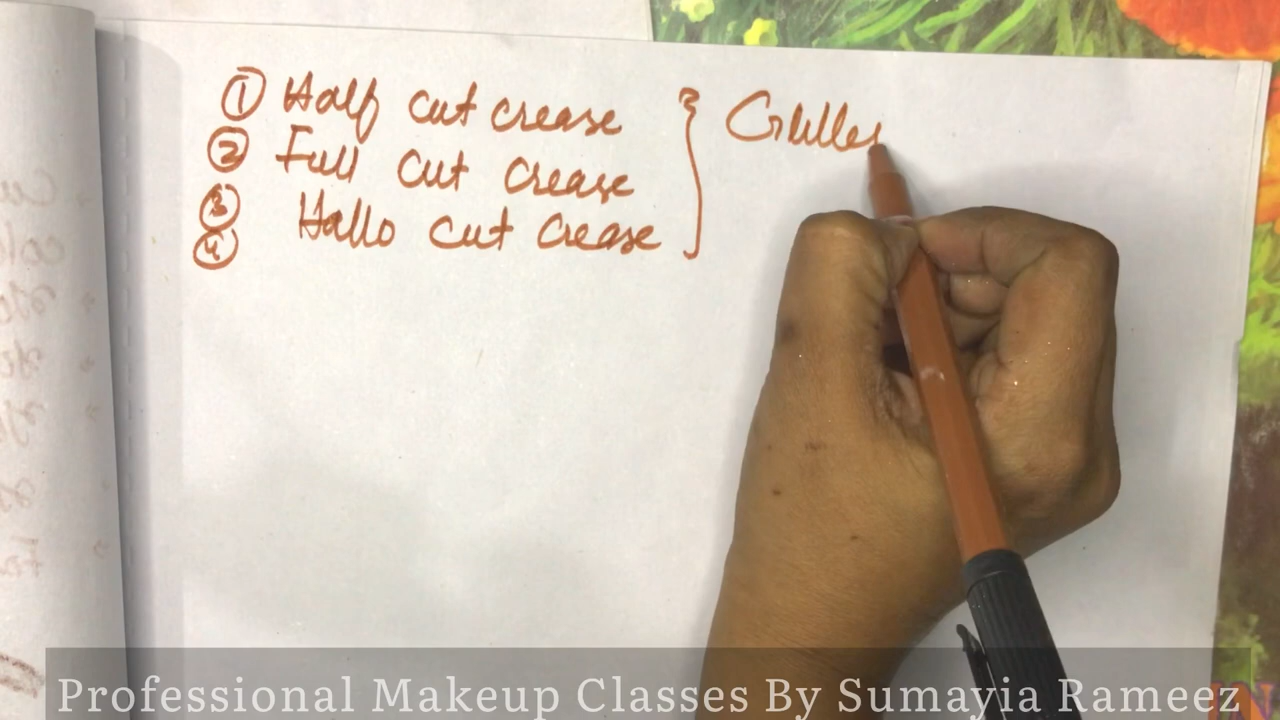 ① Half cut crease
② Full cut crease
③ Hallo cut crease
④
Professional Makeup Classes By Sumayia Rameez